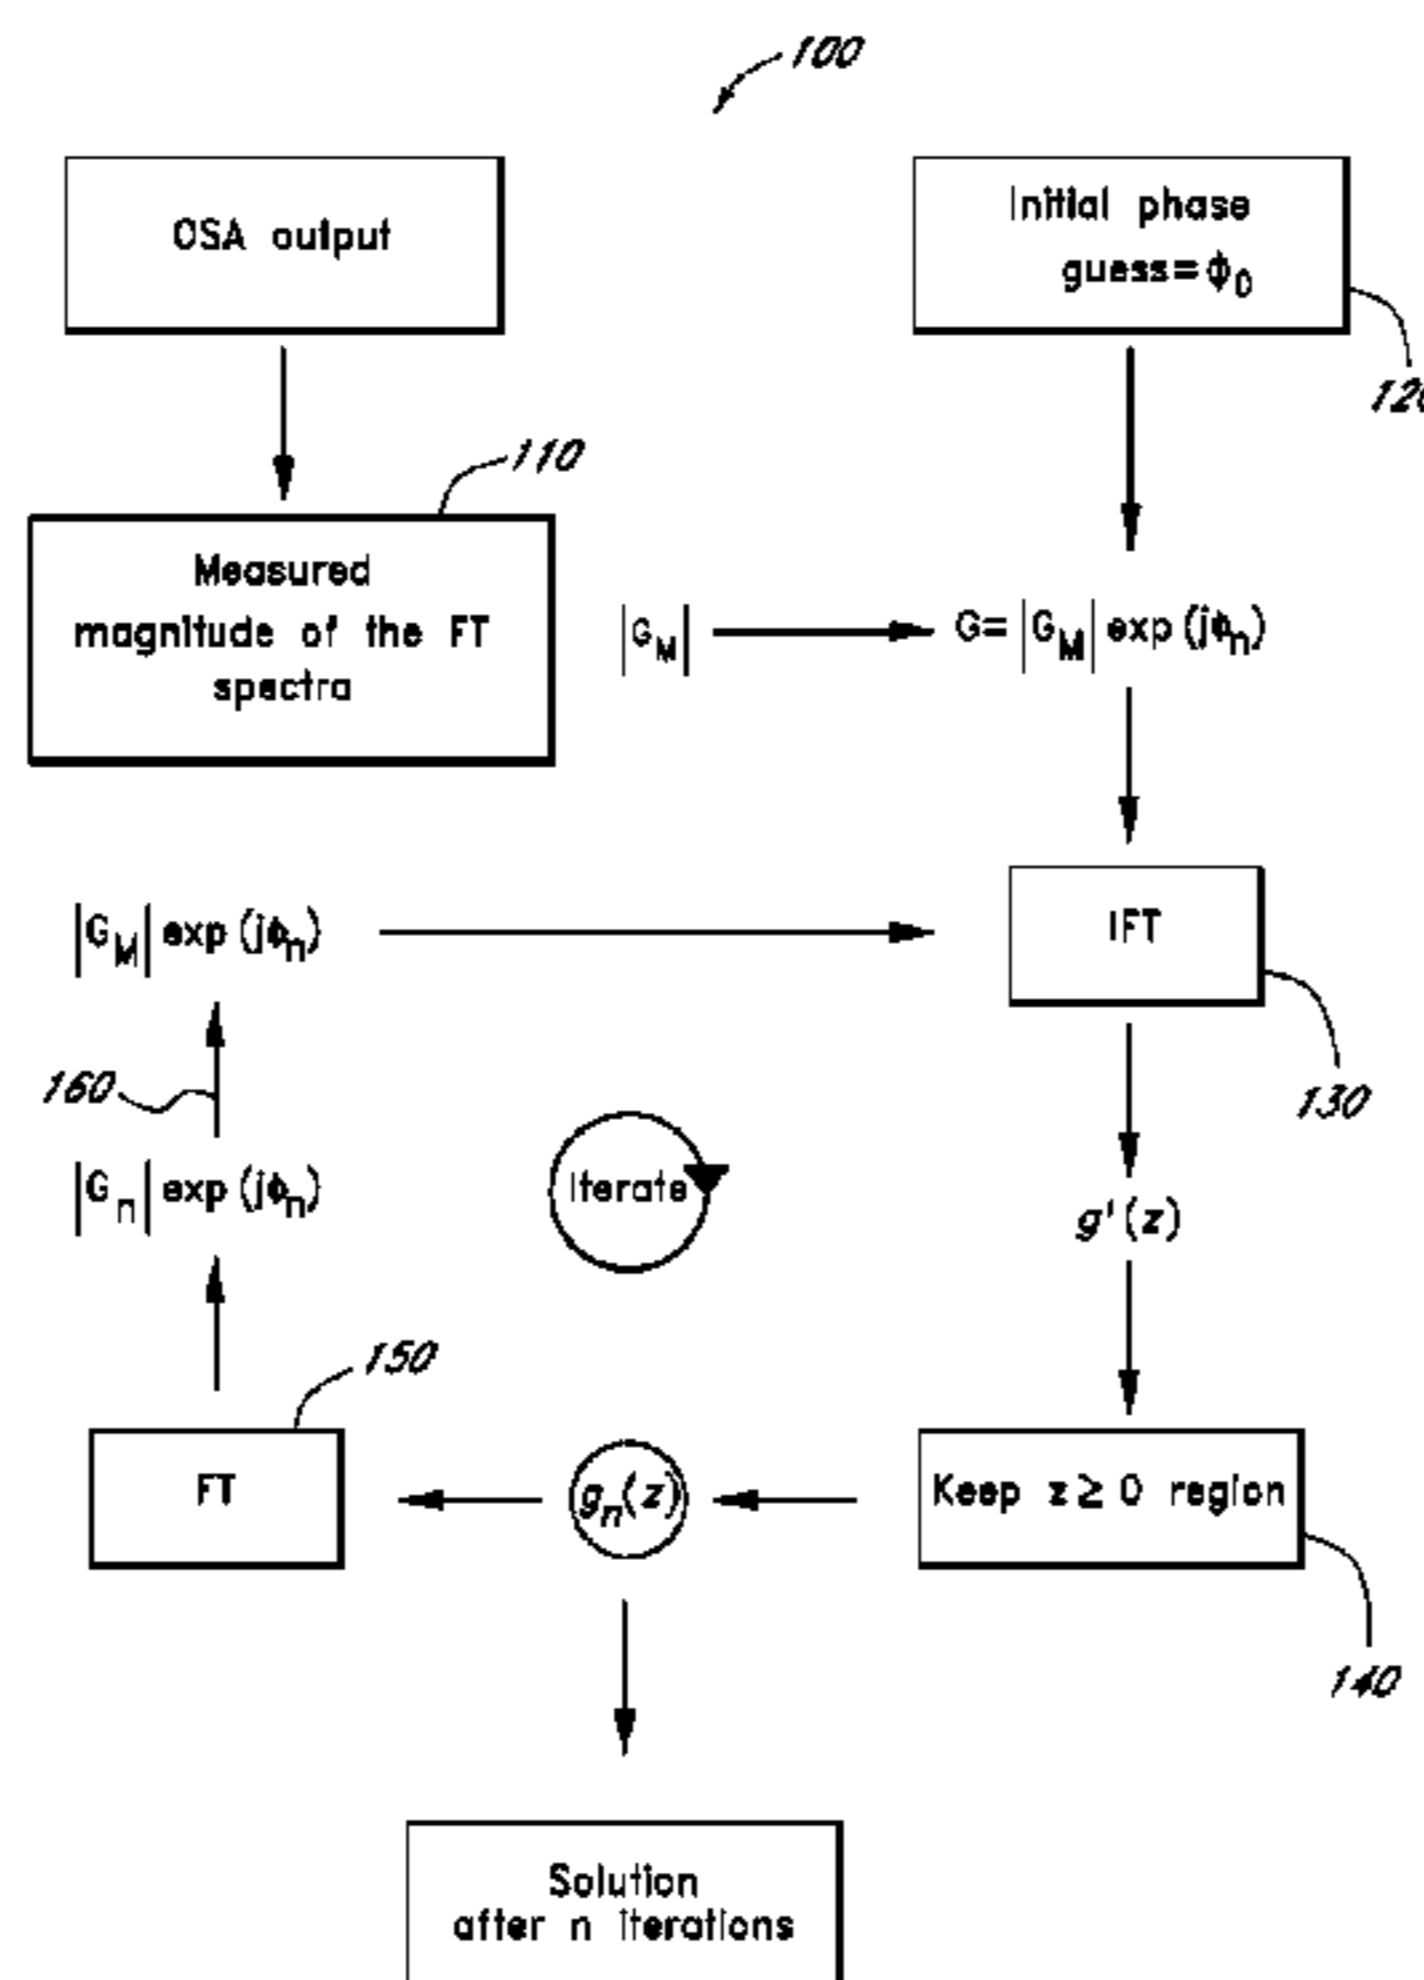 100
OSA output
Initial phase
guess=ϕ0
120
110
Measured
magnitude of the FT
spectra
|GM|
G=|GM| exp (jϕn)
|GM| exp (jϕn)
IFT
160
130
|Gn| exp (jϕn)
Iterate
g'(z)
150
FT
gn(z)
Keep z ≥ 0 region
140
Solution
after n iterations